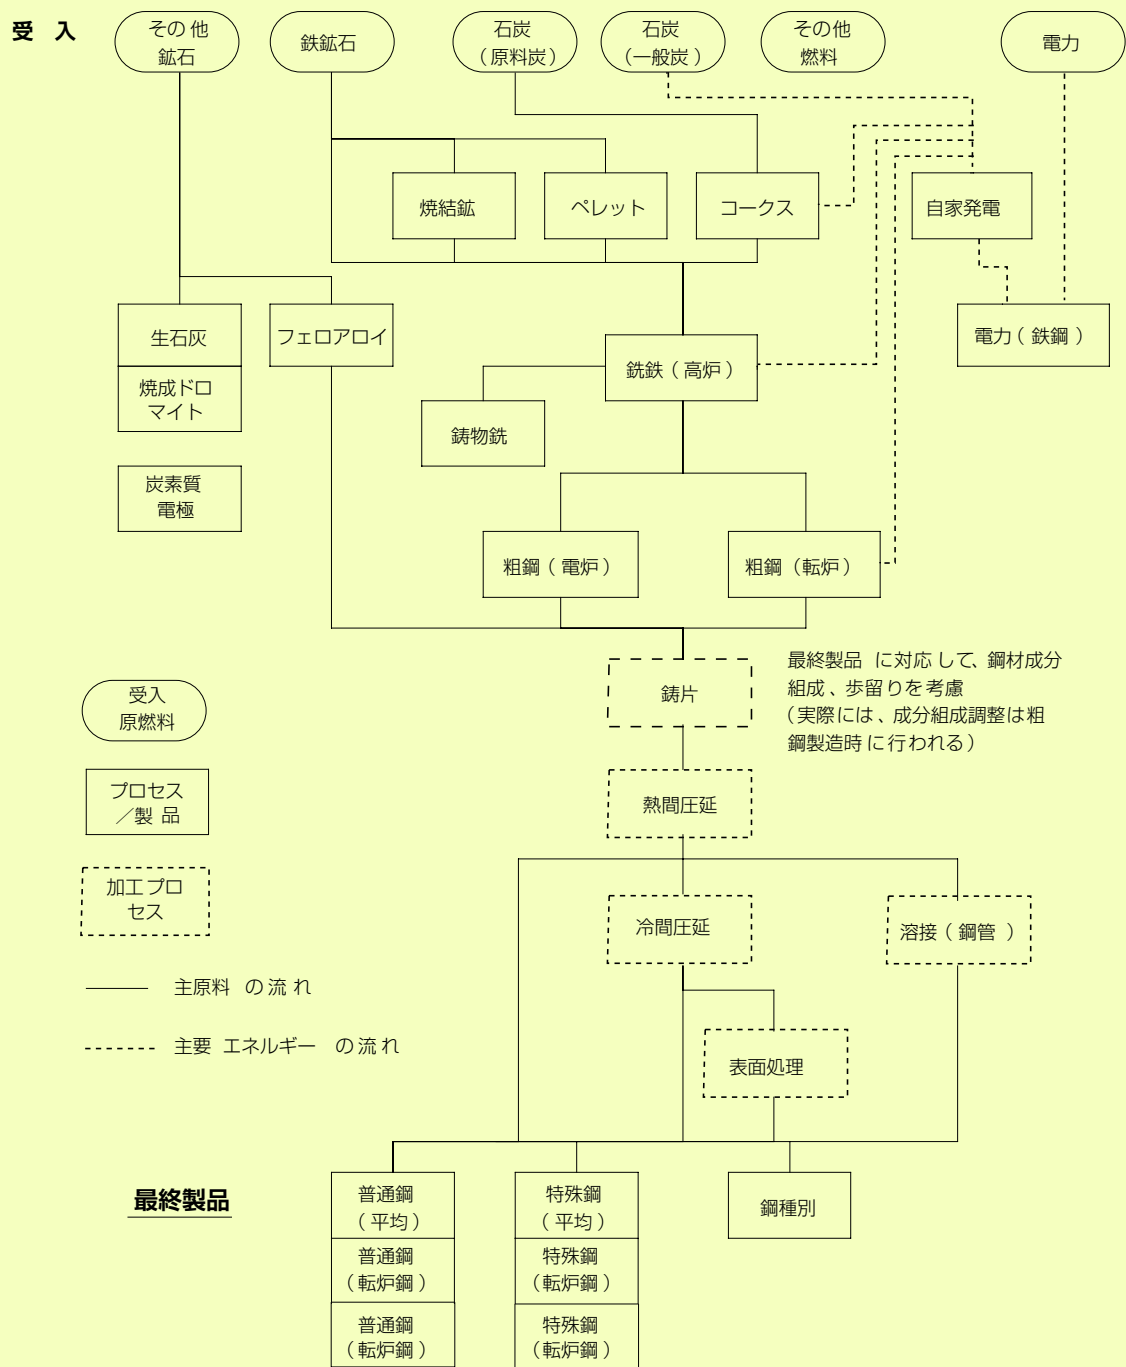 受 入
その他
鉱石
鉄鉱石
石炭
（原料炭）
石炭
（一般炭）
その他
燃料
電力
焼結鉱
ペレット
コークス
自家発電
生石灰
フェロアロイ
電力（鉄鋼）
焼成ドロ
マイト
銑鉄（高炉）
鋳物銑
炭素質
電極
粗鋼（電炉）
粗鋼（転炉）
鋳片
最終製品 に対応して、鋼材成分
組成、歩留りを考慮
（実際には、成分組成調整は粗
鋼製造時に行われる）
受入
原燃料
プロセス
／製品
熱間圧延
加工プロ
セス
冷間圧延
溶接（鋼管）
主原料 の流れ
主要 エネルギー の流れ
表面処理
最終製品
普通鋼
（平均）
特殊鋼
（平均）
鋼種別
普通鋼
（転炉鋼）
特殊鋼
（転炉鋼）
普通鋼
（転炉鋼）
特殊鋼
（転炉鋼）